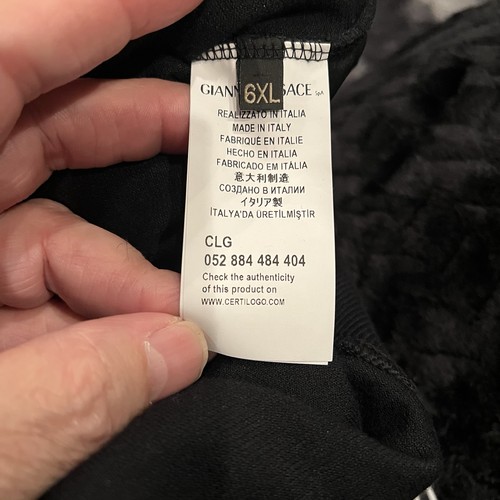 GIANN SACE SpA
6XL
REALIZZATO IN ITALIA
MADE IN ITALY
FABRIQUÉ EN ITALIE
HECHO EN ITALIA
FABRICADO EM ITÁLIA
意大利制造
СОЗДАНО В ИТАЛИИ
イタリア製
İTALYA'DA ÜRETİLMİŞTİR
CLG
052 884 484 404
Check the authenticity
of this product on
WWW.CERTILOGO.COM